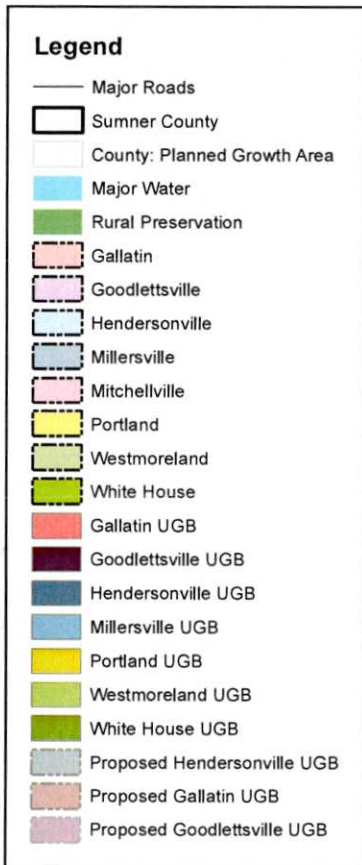 Legend
Major Roads
Sumner County
County: Planned Growth Area
Major Water
Rural Preservation
Gallatin
Goodlettsville
Hendersonville
Millersville
Mitchellville
Portland
Westmoreland
White House
Gallatin UGB
Goodlettsville UGB
Hendersonville UGB
Millersville UGB
Portland UGB
Westmoreland UGB
White House UGB
Proposed Hendersonville UGB
Proposed Gallatin UGB
Proposed Goodlettsville UGB